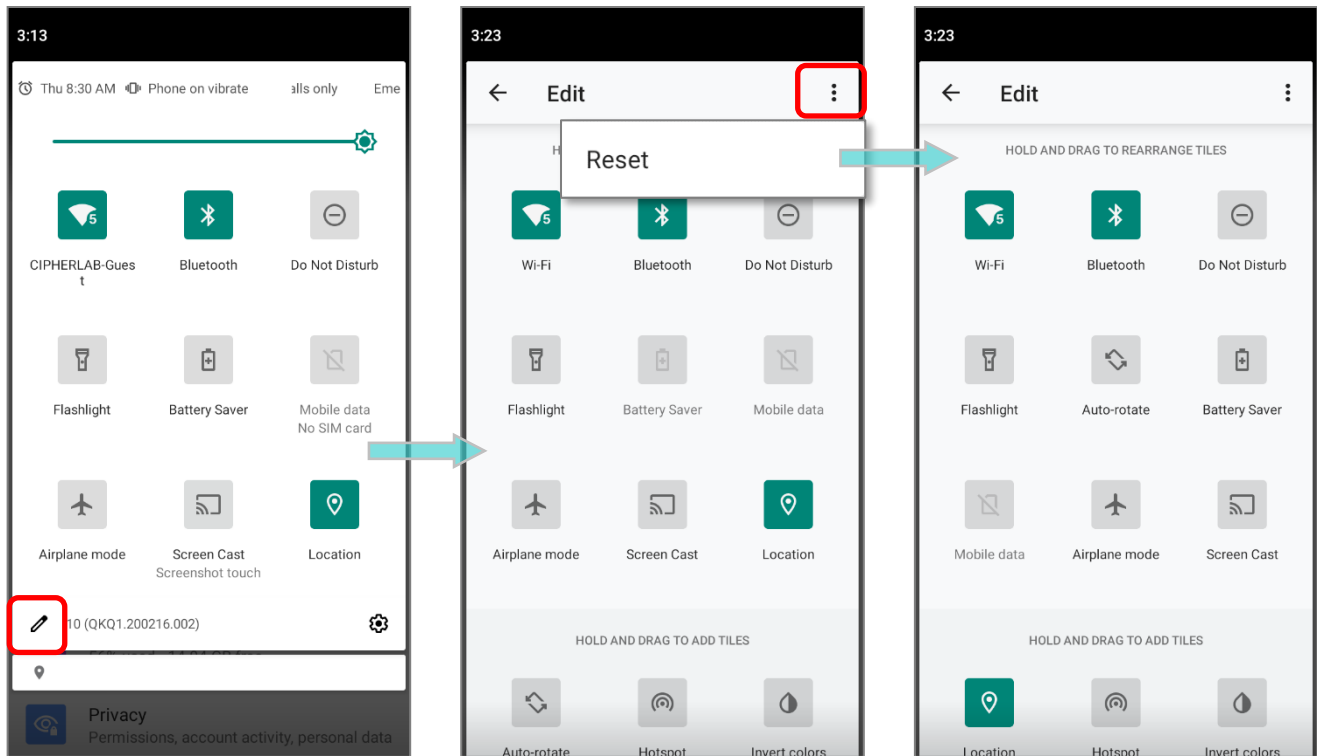 3:13
Thu 8:30 AM Phone on vibrate alls only Eme
5
CIPHERLAB-Gues
t
Bluetooth
Do Not Disturb
Flashlight
Battery Saver
Mobile data
No SIM card
Airplane mode
Screen Cast
Screenshot touch
Location
10 (QKQ1.200216.002)
Privacy
Permissions, account activity, personal data
3:23
Edit
H
Reset
5
Wi-Fi
Bluetooth
Do Not Disturb
Flashlight
Battery Saver
Mobile data
Airplane mode
Screen Cast
Location
HOLD AND DRAG TO ADD TILES
Auto-rotate
Hotspot
Invert colors
3:23
Edit
HOLD AND DRAG TO REARRANGE TILES
5
Wi-Fi
Bluetooth
Do Not Disturb
Flashlight
Auto-rotate
Battery Saver
Mobile data
Airplane mode
Screen Cast
HOLD AND DRAG TO ADD TILES
Location
Hotspot
Invert colors